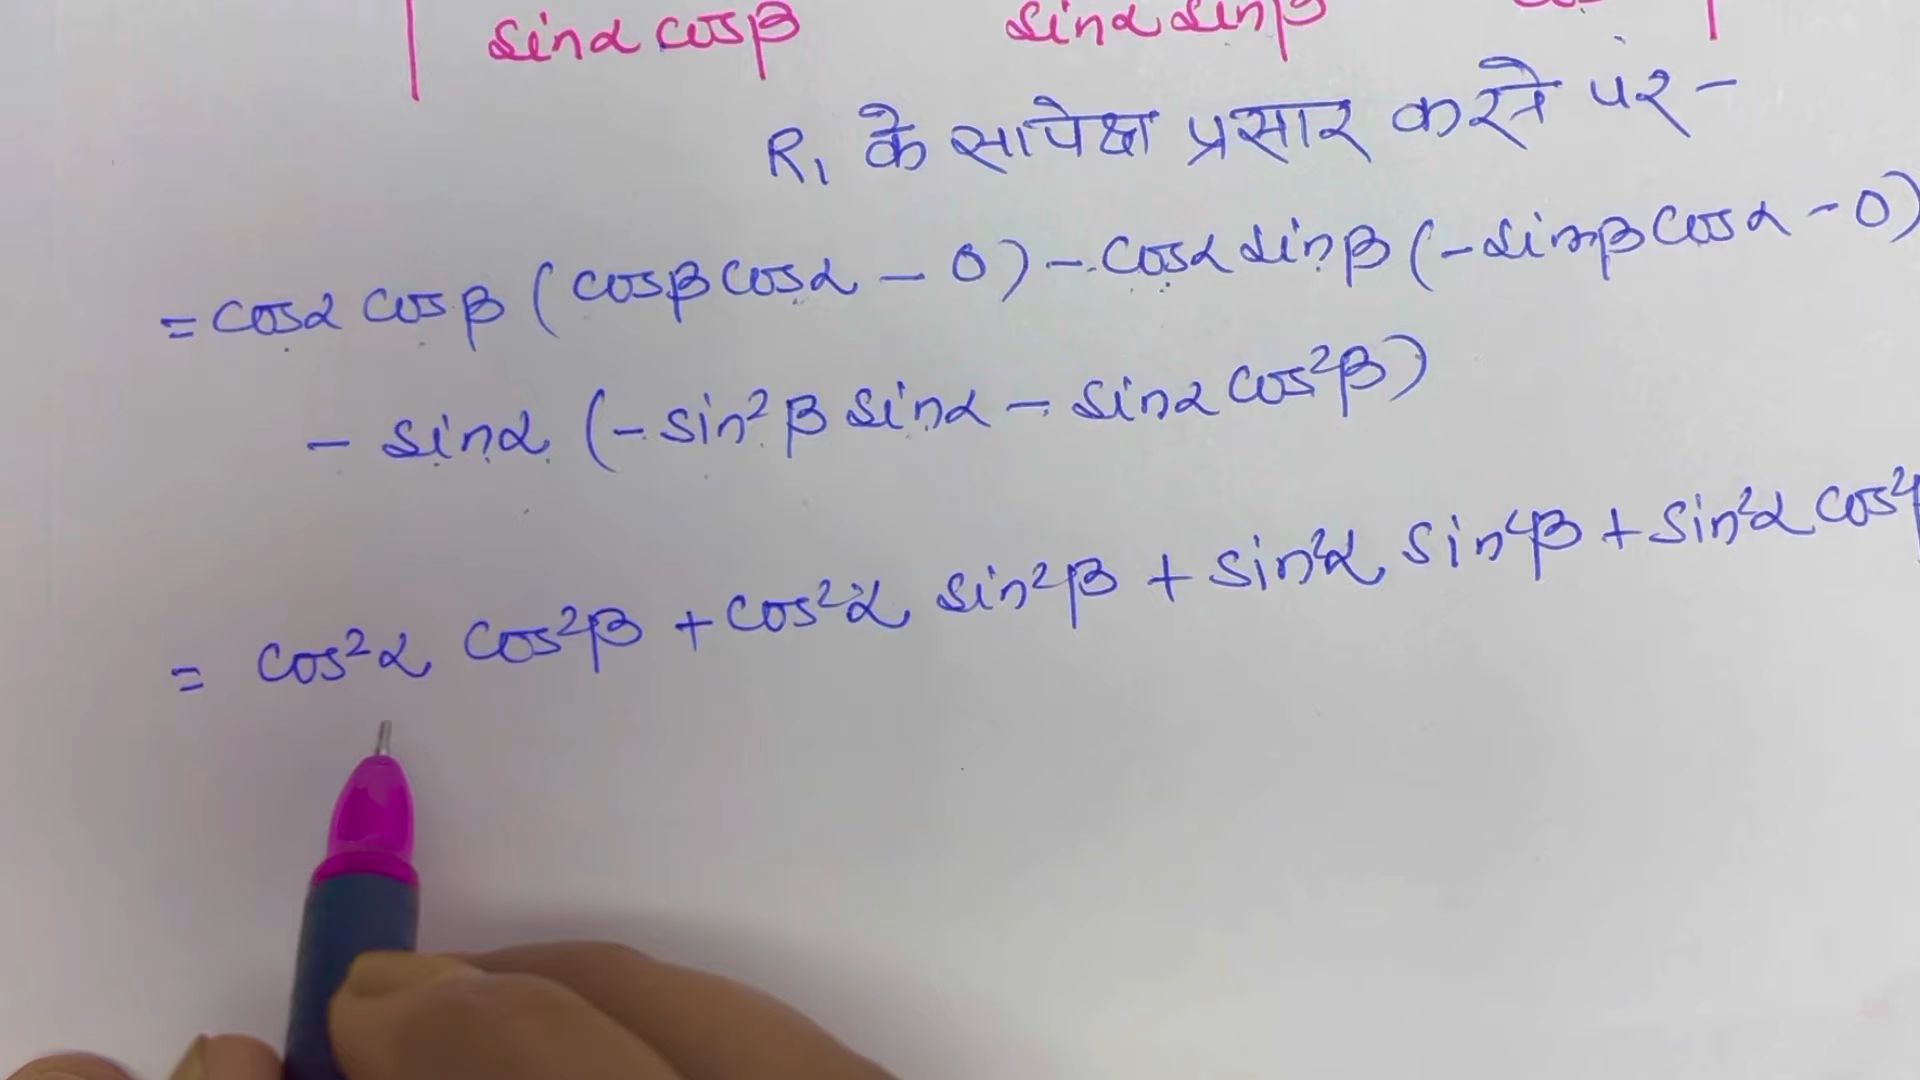 sinα cosβ sinα sinβ
R₁ के सापेक्ष प्रसार करने पर-
= cosα cosβ (cosβ cosα - 0) - cosα sinβ (-sinβ cosα - 0)
- sinα (-sin²β sinα - sinα cos²β)
= cos²α cos²β + cos²α sin²β + sin²α sin²β + sin²α cos²